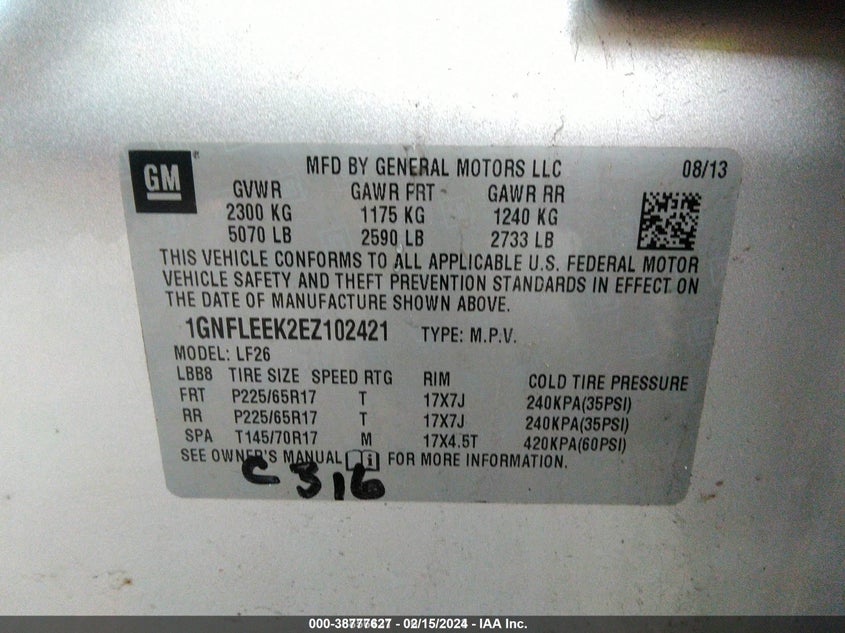 GM ® MFD BY GENERAL MOTORS LLC 08/13
GVWR GAWR FRT GAWR RR
2300 KG 1175 KG 1240 KG
5070 LB 2590 LB 2733 LB
THIS VEHICLE CONFORMS TO ALL APPLICABLE U.S. FEDERAL MOTOR
VEHICLE SAFETY AND THEFT PREVENTION STANDARDS IN EFFECT ON
THE DATE OF MANUFACTURE SHOWN ABOVE.
1GNFLEEK2EZ102421 TYPE: M.P.V.
MODEL: LF26
LBB8 TIRE SIZE SPEED RTG RIM COLD TIRE PRESSURE
FRT P225/65R17 T 17X7J 240KPA(35PSI)
RR P225/65R17 T 17X7J 240KPA(35PSI)
SPA T145/70R17 M 17X4.5T 420KPA(60PSI)
SEE OWNER'S MANUAL i FOR MORE INFORMATION.
C 316
000-38777627 - 02/15/2024 - IAA Inc.